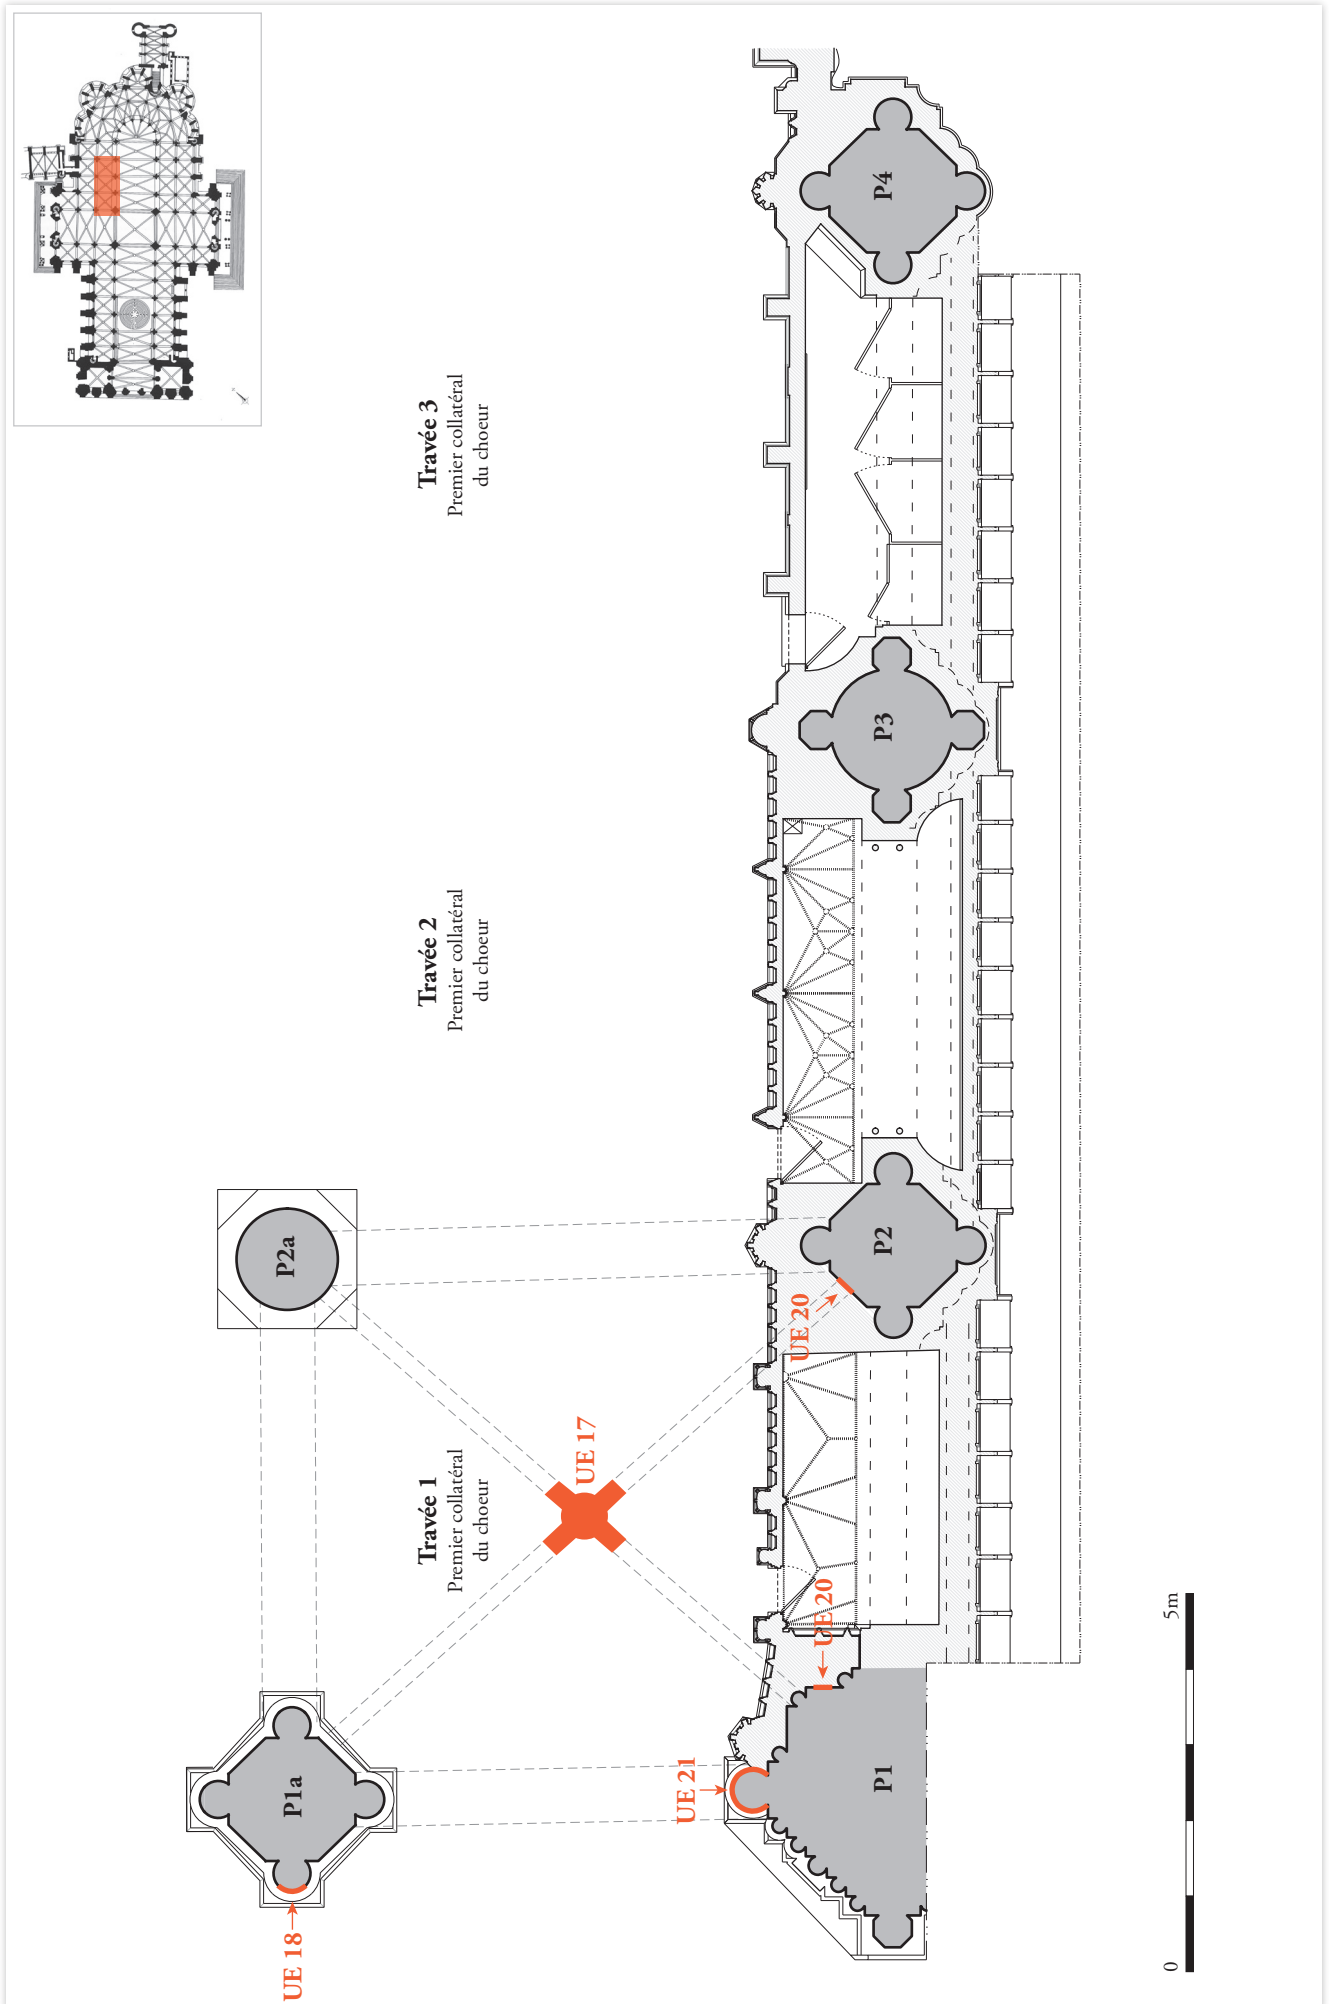 P4
Travée 3
Premier collatéral
du choeur
P3
Travée 2
Premier collatéral
du choeur
P2a
P2
UE 20
UE 17
Travée 1
Premier collatéral
du choeur
UE 20
P1a
UE 21
P1
UE 18
0
5m